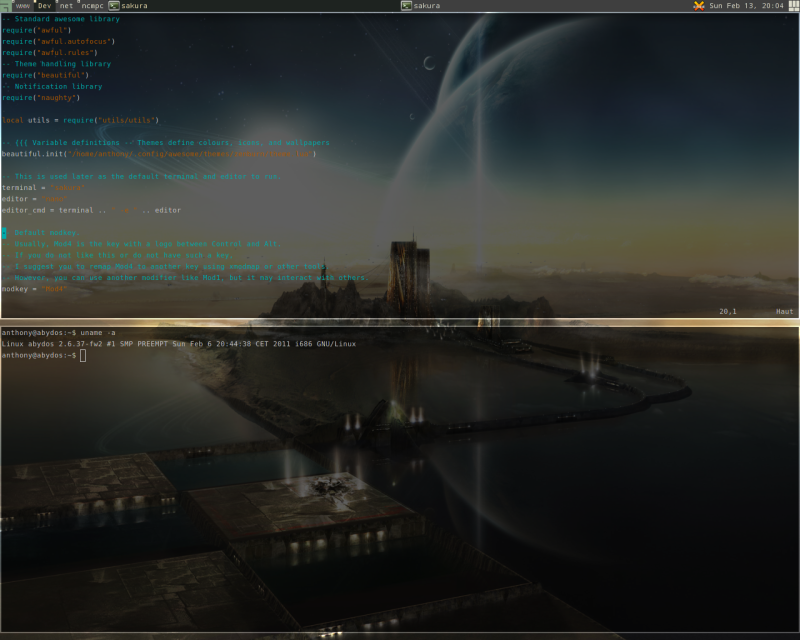 www Dev net ncmpc sakura sakura Sun Feb 13, 20:04
-- Standard awesome library
require("awful")
require("awful.autofocus")
require("awful.rules")
-- Theme handling library
require("beautiful")
-- Notification library
require("naughty")
local utils = require("utils/utils")
-- {{{ Variable definitions -- Themes define colours, icons, and wallpapers
beautiful.init(
-- This is used later as the default terminal and editor to run.
terminal = "sakura"
editor =
editor_cmd = terminal .. .. editor
Default modkey.
Usually, Mod4 is the key with a logo between Control and Alt.
If you do not like this or do not have such a key,
I suggest you to remap Mod4 to another key using xmodmap or other tools.
However, you can use another modifier like Mod1, but it may interact with others.
modkey = "Mod4"
20,1 Haut
anthony@abydos:~$ uname -a
Linux abydos 2.6.37-fw2 #1 SMP PREEMPT Sun Feb 6 20:44:38 CET 2011 i686 GNU/Linux
anthony@abydos:~$